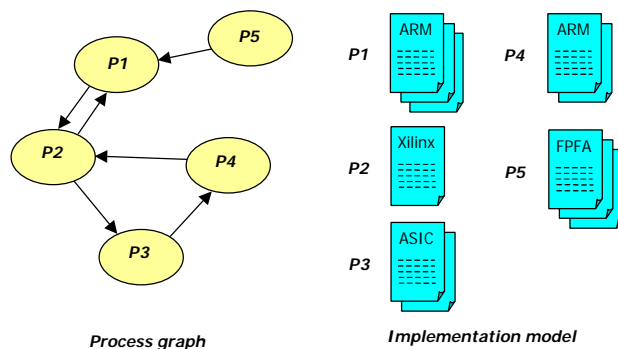 P5
P1
P2
P4
P3
Process graph
P1
ARM
P4
ARM
P2
Xilinx
P5
FPFA
P3
ASIC
Implementation model